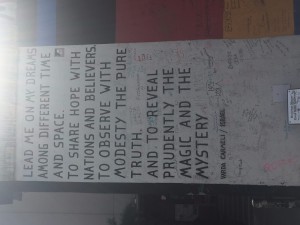 LEAD ME OH MY DREAMS
AMONG DIFFERENT TIME
AND SPACE.
TO SHARE HOPE WITH
NATIONS AND BELIEVERS.
TO OBSERVE WITH
MODESTY THE PURE
TRUTH.
AND TO REVEAL
PRUDENTLY THE
MAGIC AND THE
MYSTERY